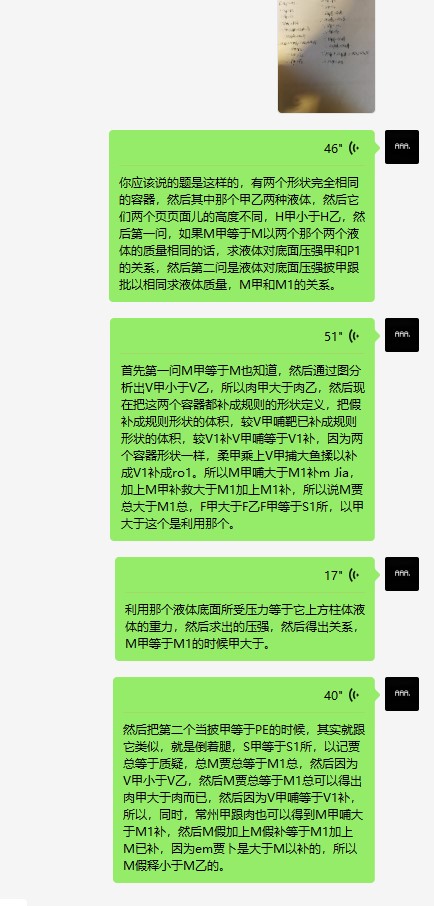 46"
AAA.
你应该说的题是这样的，有两个形状完全相同
的容器，然后其中那个甲乙两种液体，然后它
们两个页页面儿的高度不同，H甲小于H乙，然
后第一问，如果M甲等于M以两个那个两个液
体的质量相同的话，求液体对底面压强甲和P1
的关系，然后第二问是液体对底面压强披甲跟
批以相同求液体质量，M甲和M1的关系。
51"
AAA.
首先第一问M甲等于M也知道，然后通过图分
析出V甲小于V乙，所以肉甲大于肉乙，然后现
在把这两个容器都补成规则的形状定义，把假
补成规则形状的体积，较V甲哺靶已补成规则
形状的体积，较V1补V甲哺等于V1补，因为两
个容器形状一样，柔甲乘上V甲捕大鱼揉以补
成V1补成ro1。所以M甲哺大于M1补m Jia，
加上M甲补救大于M1加上M1补，所以说M贾
总大于M1总，F甲大于F乙F甲等于S1所，以甲
大于这个是利用那个。
17"
AAA.
利用那个液体底面所受压力等于它上方柱体液
体的重力，然后求出的压强，然后得出关系，
M甲等于M1的时候甲大于。
40"
AAA.
然后把第二个当披甲等于PE的时候，其实就跟
它类似，就是倒着腿，S甲等于S1所，以记贾
总等于质疑，总M贾总等于M1总，然后因为
V甲小于V乙，然后M贾总等于M1总可以得出
肉甲大于肉而已，然后因为V甲哺等于V1补，
所以，同时，常州甲跟肉也可以得到M甲哺大
于M1补，然后M假加上M假补等于M1加上
M已补，因为em贾卜是大于M以补的，所以
M假释小于M乙的。